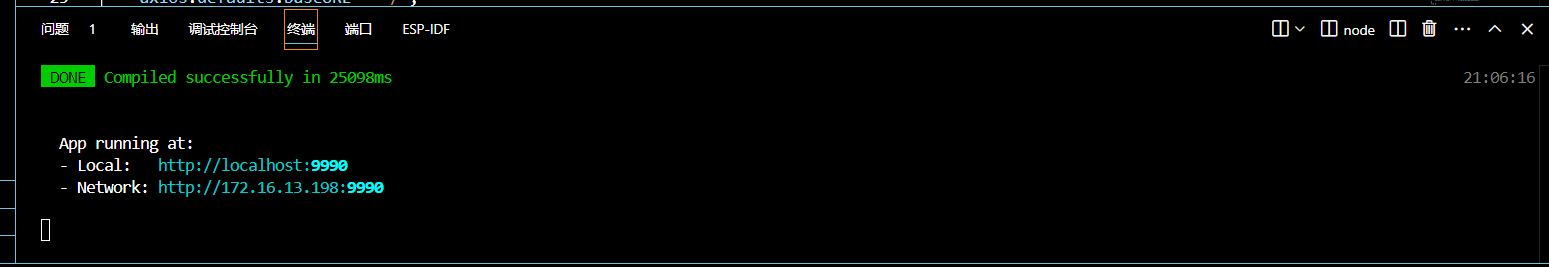 问题 1 输出 调试控制台 终端 端口 ESP-IDF node
DONE Compiled successfully in 25098ms 21:06:16
App running at:
- Local: http://localhost:9990
- Network: http://172.16.13.198:9990